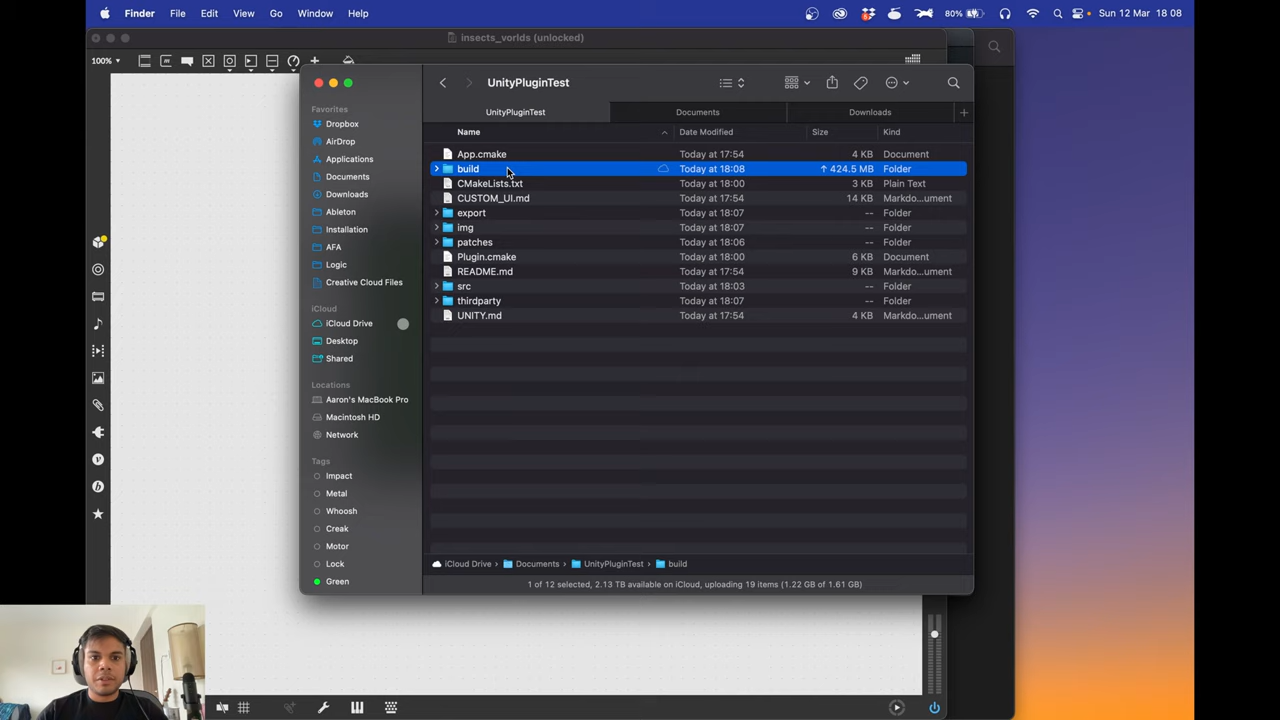 Finder File Edit View Go Window Help 80% Sun 12 Mar 18 08
insects_vorlds (unlocked)
100%
UnityPluginTest
UnityPluginTest Documents Downloads
Name Date Modified Size Kind
App.cmake Today at 17:54 4 KB Document
build Today at 18:08 424.5 MB Folder
CMakeLists.txt Today at 18:00 3 KB Plain Text
CUSTOM_UI.md Today at 17:54 14 KB Markdo...ument
export Today at 18:07 -- Folder
img Today at 18:07 -- Folder
patches Today at 18:06 -- Folder
Plugin.cmake Today at 18:00 6 KB Document
README.md Today at 17:54 9 KB Markdo...ument
src Today at 18:03 -- Folder
thirdparty Today at 18:07 -- Folder
UNITY.md Today at 17:54 4 KB Markdo...ument
Favorites
Dropbox
AirDrop
Applications
Documents
Downloads
Ableton
Installation
AFA
Logic
Creative Cloud Files
iCloud
iCloud Drive
Desktop
Shared
Locations
Aaron's MacBook Pro
Macintosh HD
Network
Tags
Impact
Metal
Whoosh
Creak
Motor
Lock
Green
iCloud Drive › Documents › UnityPluginTest › build
1 of 12 selected, 2.13 TB available on iCloud, uploading 19 items (1.22 GB of 1.61 GB)